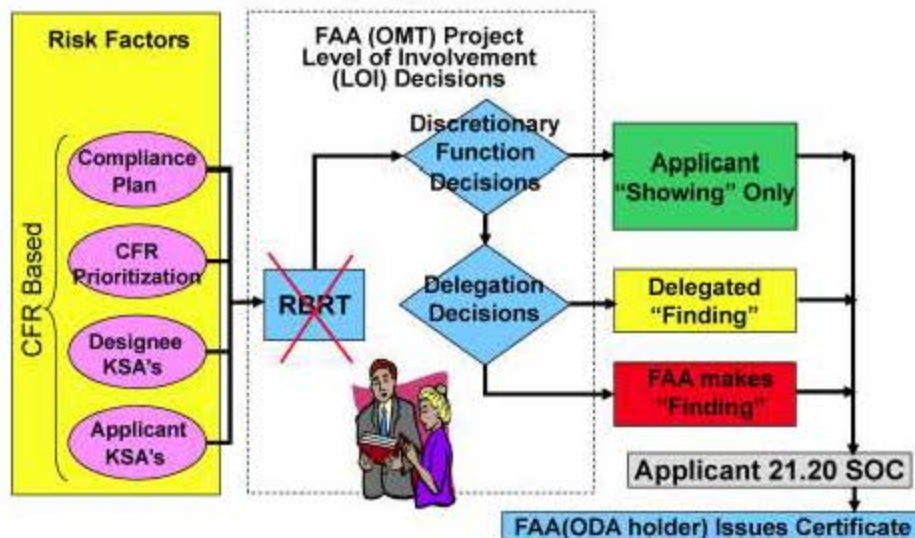 Risk Factors
CFR Based
Compliance
Plan
CFR
Prioritization
Designee
KSA's
Applicant
KSA's
FAA (OMT) Project
Level of Involvement
(LOI) Decisions
RBRT
Discretionary
Function
Decisions
Delegation
Decisions
Applicant
“Showing” Only
Delegated
“Finding”
FAA makes
“Finding”
Applicant 21.20 SOC
FAA(ODA holder) Issues Certificate